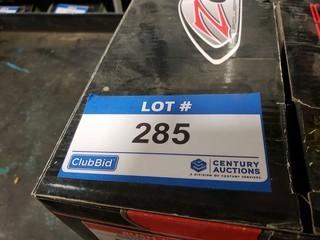 LOT #
285
ClubBid
CENTURY
AUCTIONS
A DIVISION OF CENTURY SERVICES